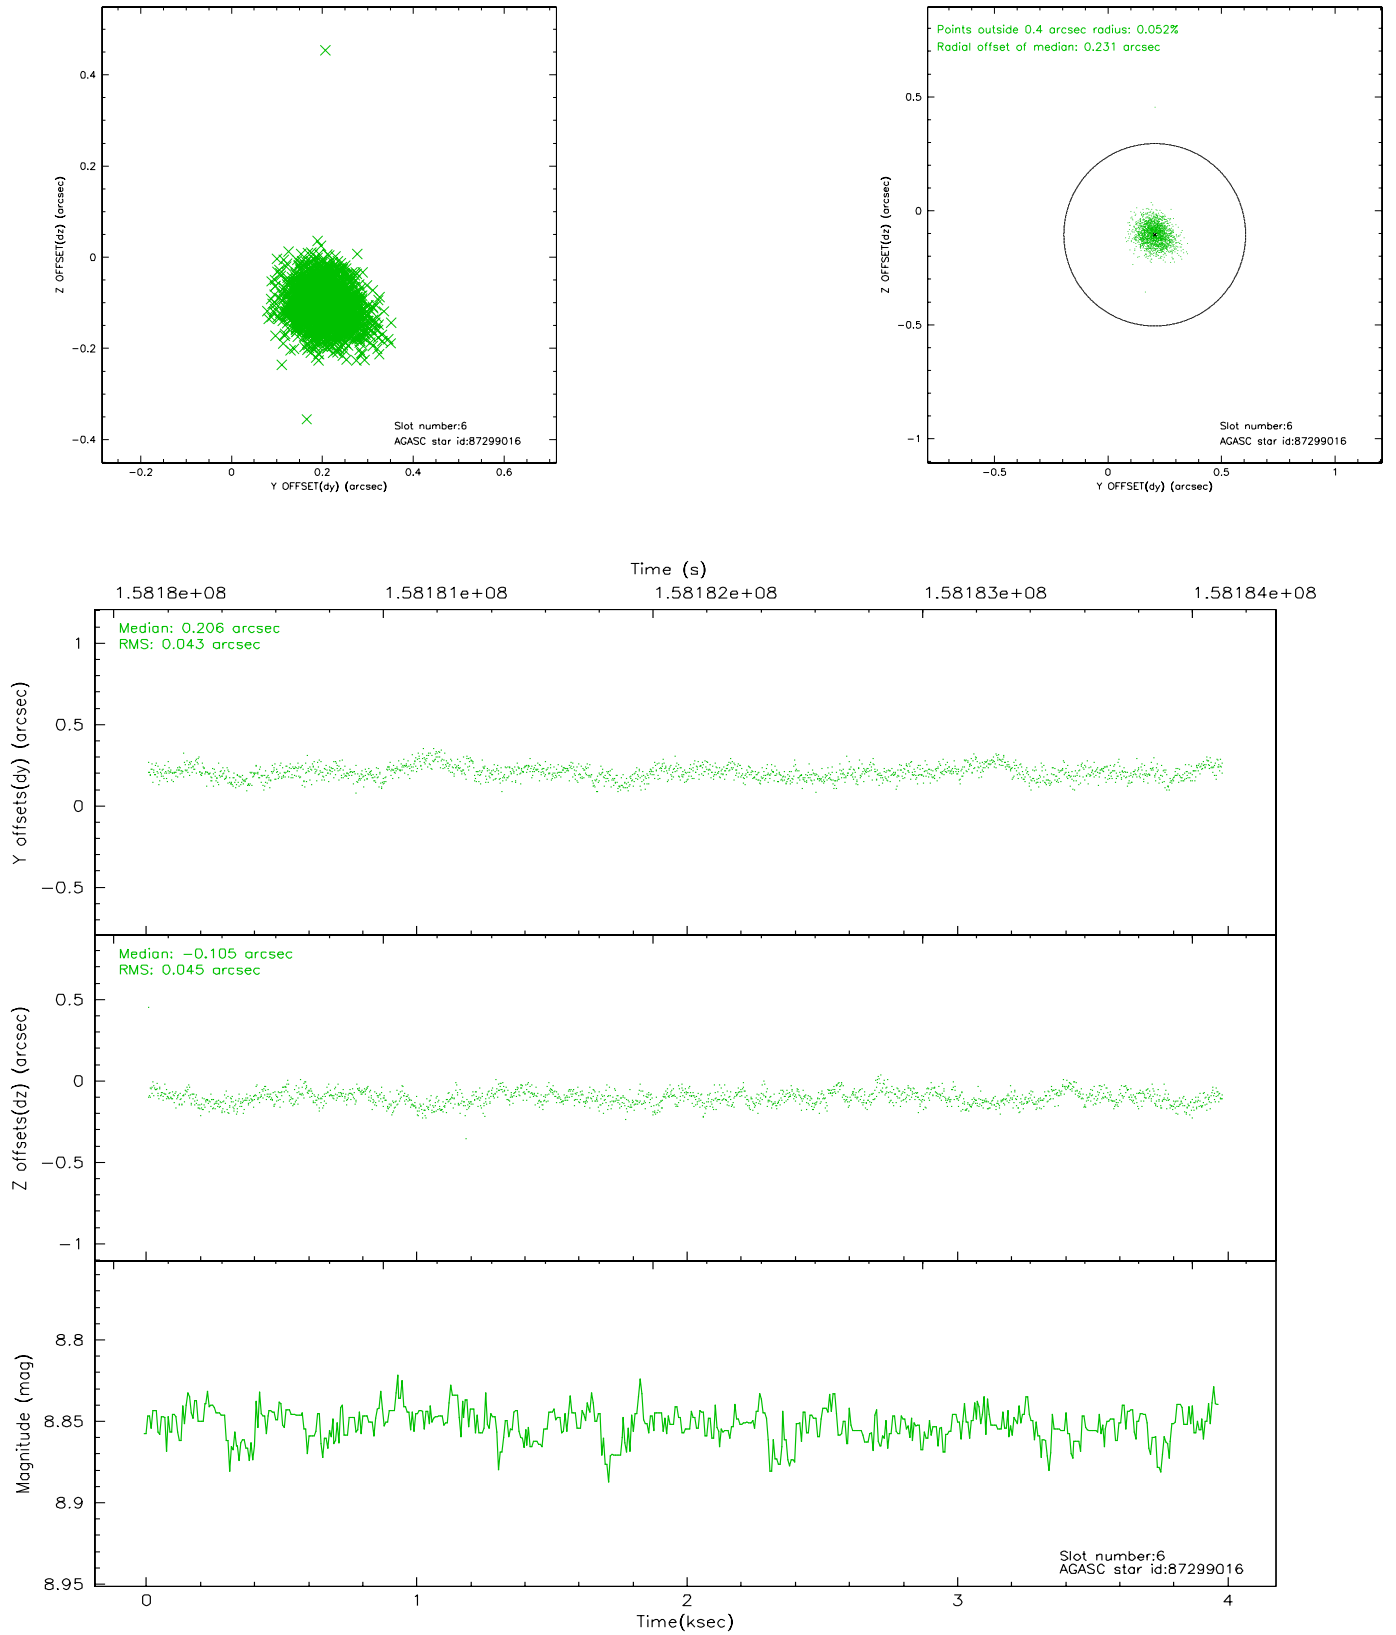 0.4
0.2
0
−0.2
−0.4
Z OFFSET(dz) (arcsec)
Slot number:6
AGASC star id:87299016
−0.2
0
0.2
0.4
0.6
Y OFFSET(dy) (arcsec)
Points outside 0.4 arcsec radius: 0.052%
Radial offset of median: 0.231 arcsec
0.5
0
−0.5
−1
Z OFFSET(dz) (arcsec)
Slot number:6
AGASC star id:87299016
−0.5
0
0.5
1
Y OFFSET(dy) (arcsec)
Time (s)
1.5818e+08
1.58181e+08
1.58182e+08
1.58183e+08
1.58184e+08
Median: 0.206 arcsec
RMS: 0.043 arcsec
1
0.5
0
−0.5
Y offsets(dy) (arcsec)
Median: −0.105 arcsec
RMS: 0.045 arcsec
0.5
0
−0.5
−1
Z offsets(dz) (arcsec)
8.8
8.85
8.9
8.95
Magnitude (mag)
Slot number:6
AGASC star id:87299016
0
1
2
3
4
Time(ksec)